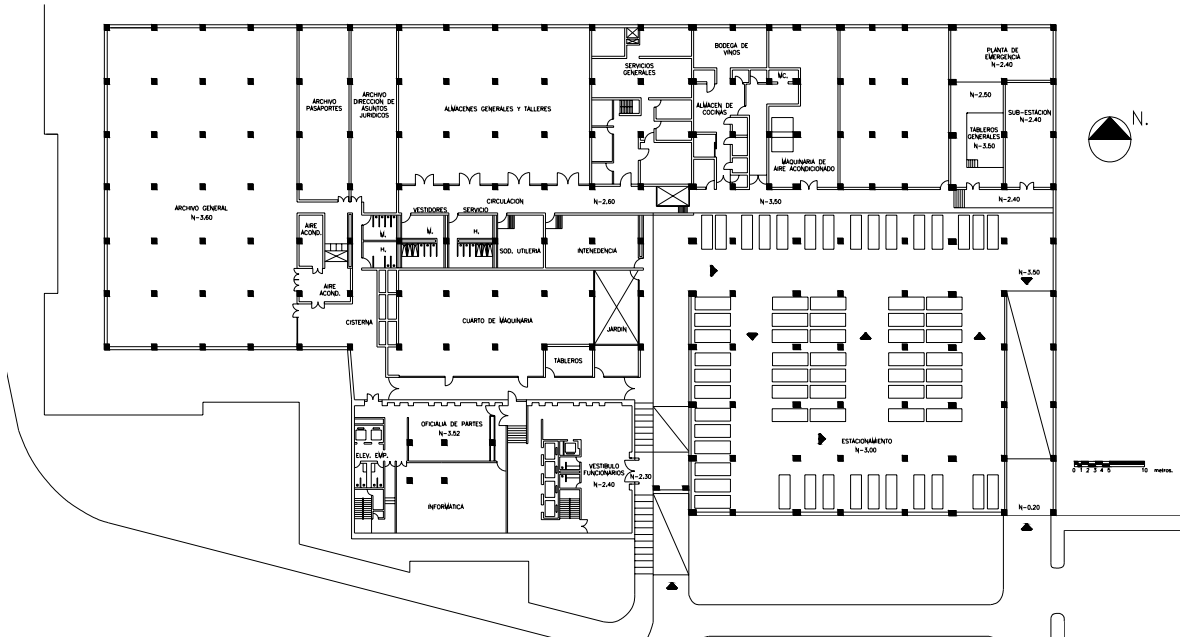 BODEGA DE
VINOS
PLANTA DE
EMERGENCIA
N-2.40
SERVICIOS
GENERALES
MC.
ARCHIVO
PASAPORTES
ARCHIVO
DIRECCION DE
ASUNTOS
JURIDICOS
ALMACENES GENERALES Y TALLERES
ALMACEN DE
COCINAS
N-2.50
SUB-ESTACION
N-2.40
TABLEROS
GENERALES
N-3.60
N.
MAQUINARIA DE
AIRE ACONDICIONADO
CIRCULACION
N-2.60
N-3.50
N-2.40
ARCHIVO GENERAL
N-3.60
VESTIDORES
SERVICIO
AIRE
ACOND.
M.
M.
H.
H.
SOD. UTILERIA
INTENEDENCIA
N-3.50
AIRE
ACOND.
CISTERNA
CUARTO DE MAQUINARIA
JARDIN
TABLEROS
OFICIALIA DE PARTES
N-3.52
ESTACIONAMIENTO
N-3.00
ELEV. EMP.
VESTIBULO
FUNCIONARIOS
N-2.40
N-2.30
0 1 2 3 4 5 10 metros.
INFORMATICA
N-0.20